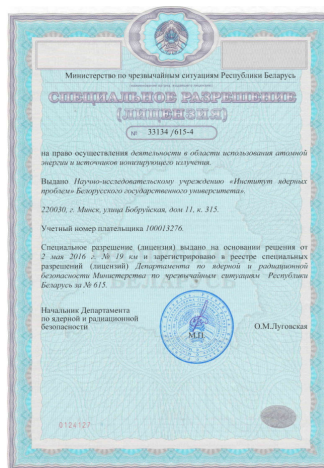 Министерство по чрезвычайным ситуациям Республики Беларусь
СПЕЦИАЛЬНОЕ РАЗРЕШЕНИЕ
(ЛИЦЕНЗИЯ)
№ 33134 /615-4
на право осуществления деятельности в области использования атомной
энергии и источников ионизирующего излучения.
Выдано Научно-исследовательскому учреждению «Институт ядерных
проблем» Белорусского государственного университета».
220030, г. Минск, улица Бобруйская, дом 11, к. 315.
Учетный номер плательщика 100013276.
Специальное разрешение (лицензия) выдано на основании решения от
2 мая 2016 г. № 19 км и зарегистрировано в реестре специальных
разрешений (лицензий) Департамента по ядерной и радиационной
безопасности Министерства по чрезвычайным ситуациям Республики
Беларусь за № 615.
Начальник Департамента
по ядерной и радиационной
безопасности
М.П.
О.М.Луговская
0124127